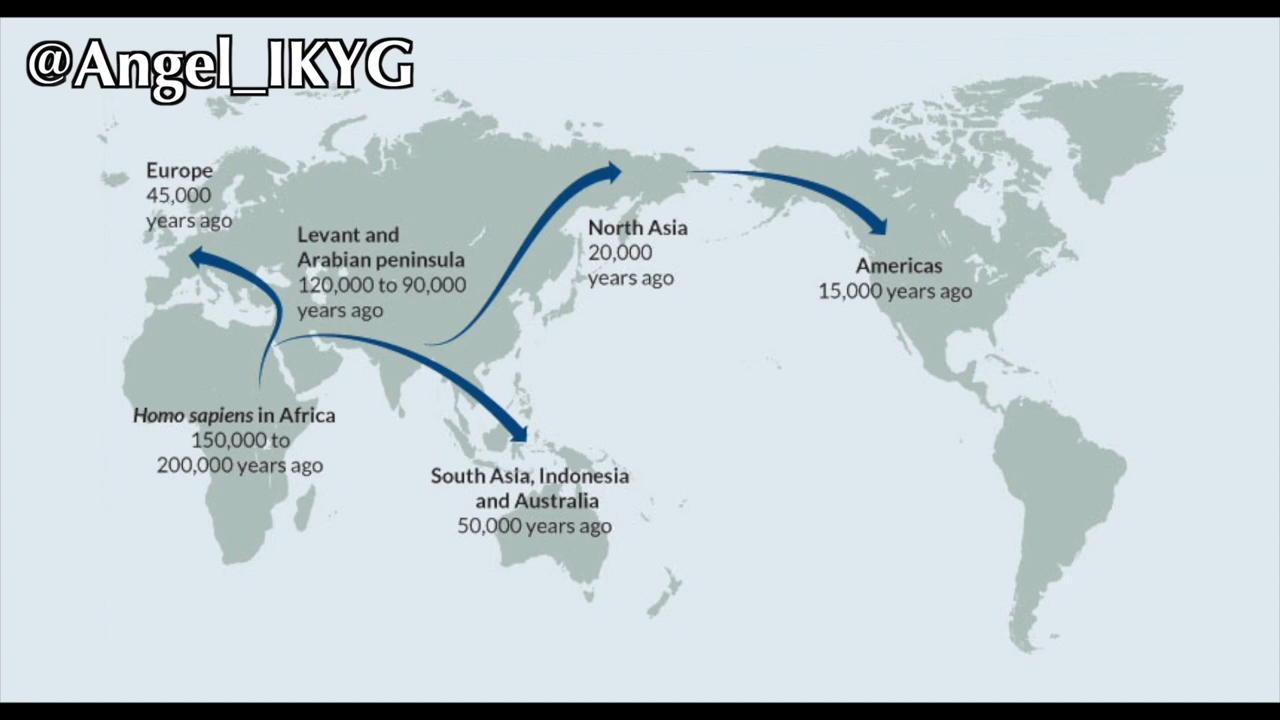 @Angel_IKYG
Europe
45,000
years ago
Levant and
Arabian peninsula
120,000 to 90,000
years ago
North Asia
20,000
years ago
Americas
15,000 years ago
Homo sapiens in Africa
150,000 to
200,000 years ago
South Asia, Indonesia
and Australia
50,000 years ago